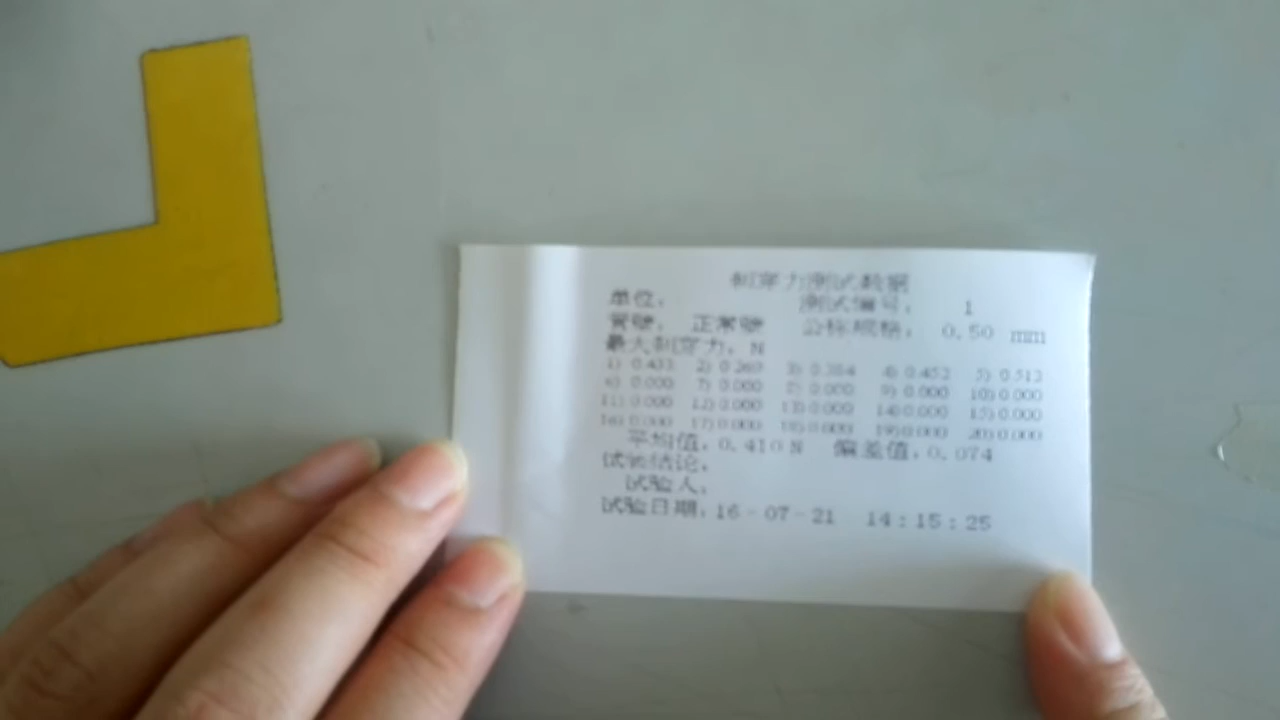 刺穿力测试数据
单位: 测试编号: 1
管壁: 正常壁 公称规格: 0.50 mm
最大刺穿力: N
1) 0.433 2) 0.269 3) 0.384 4) 0.452 5) 0.513
6) 0.000 7) 0.000 8) 0.000 9) 0.000 10) 0.000
11) 0.000 12) 0.000 13) 0.000 14) 0.000 15) 0.000
16) 0.000 17) 0.000 18) 0.000 19) 0.000 20) 0.000
平均值: 0.410 N 偏差值: 0.074
试验结论:
试验人:
试验日期: 16-07-21 14:15:25